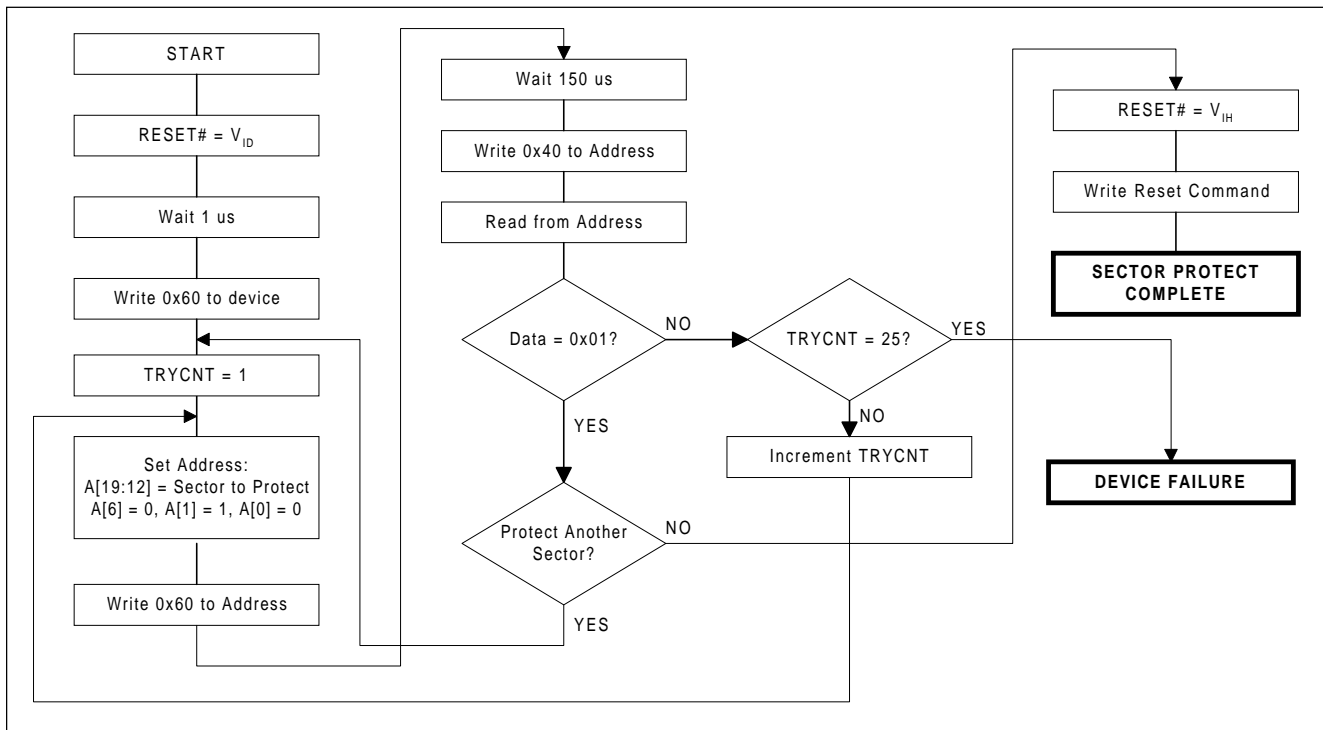 START
RESET# = VID
Wait 1 us
Write 0x60 to device
TRYCNT = 1
Set Address:
A[19:12] = Sector to Protect
A[6] = 0, A[1] = 1, A[0] = 0
Write 0x60 to Address
Wait 150 us
Write 0x40 to Address
Read from Address
Data = 0x01?
NO
YES
Protect Another
Sector?
NO
YES
TRYCNT = 25?
YES
NO
Increment TRYCNT
RESET# = VIH
Write Reset Command
SECTOR PROTECT
COMPLETE
DEVICE FAILURE